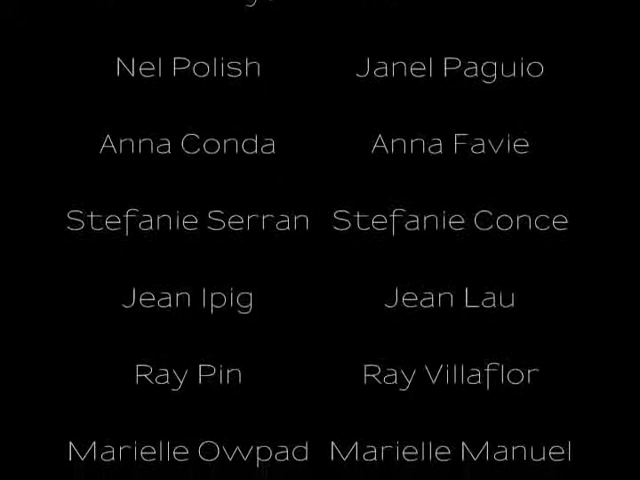 Nel Polish Janel Paguio
Anna Conda Anna Favie
Stefanie Serran Stefanie Conce
Jean Ipig Jean Lau
Ray Pin Ray Villaflor
Marielle Owpad Marielle Manuel